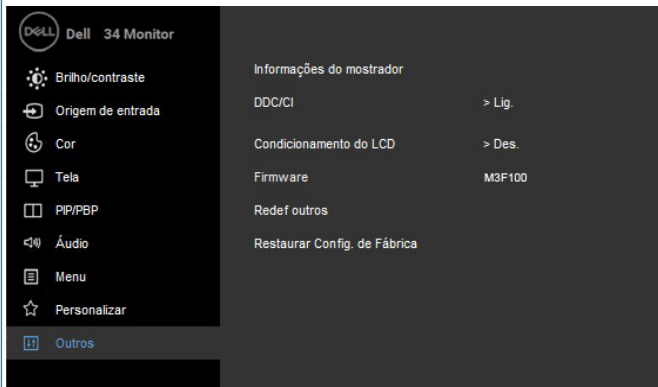 DELL Dell 34 Monitor
Brilho/contraste
Origem de entrada
Cor
Tela
PIP/PBP
Áudio
Menu
Personalizar
Outros
Informações do mostrador
DDC/CI > Lig.
Condicionamento do LCD > Des.
Firmware M3F100
Redef outros
Restaurar Config. de Fábrica